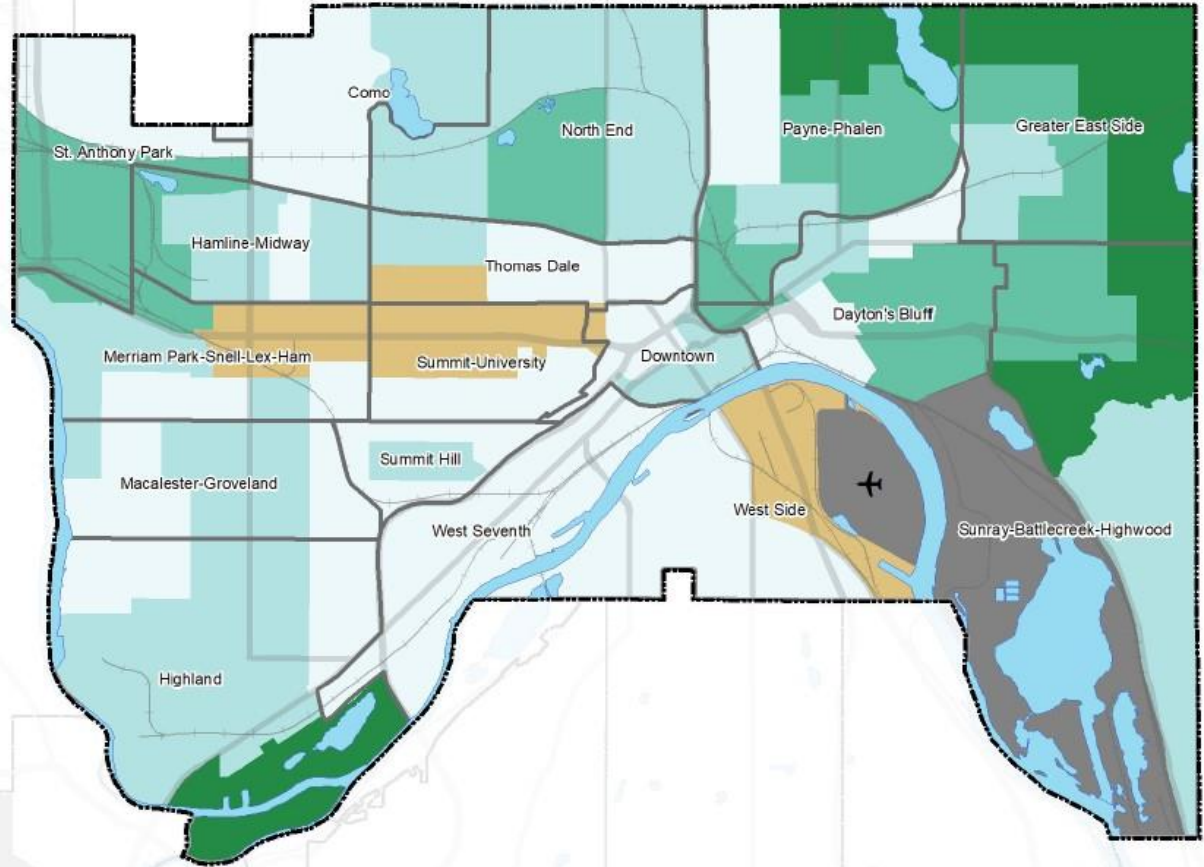 Como
North End
Payne-Phalen
Greater East Side
St. Anthony Park
Hamline-Midway
Thomas Dale
Dayton's Bluff
Merriam Park-Snell-Lex-Ham
Summit-University
Downtown
Summit Hill
Macalester-Groveland
West Seventh
West Side
Sunray-Battlecreek-Highwood
Highland